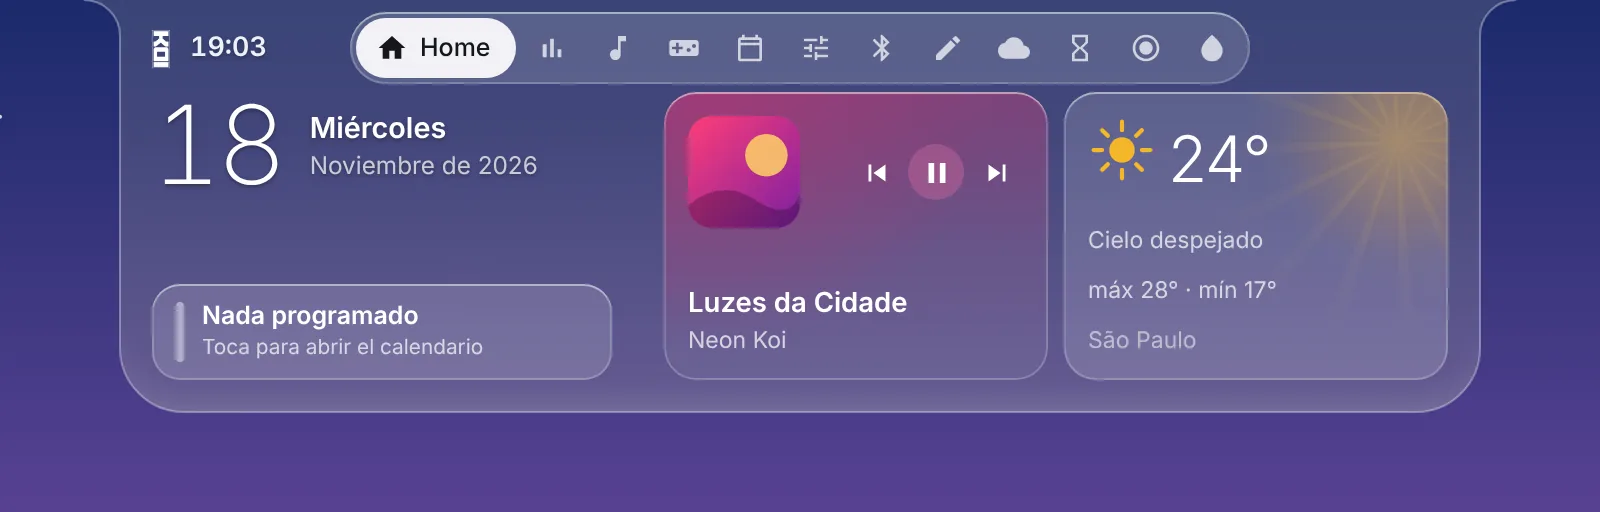 KOI
19:03
Home
18
Miércoles
Noviembre de 2026
Nada programado
Toca para abrir el calendario
Luzes da Cidade
Neon Koi
24°
Cielo despejado
máx 28° · mín 17°
São Paulo